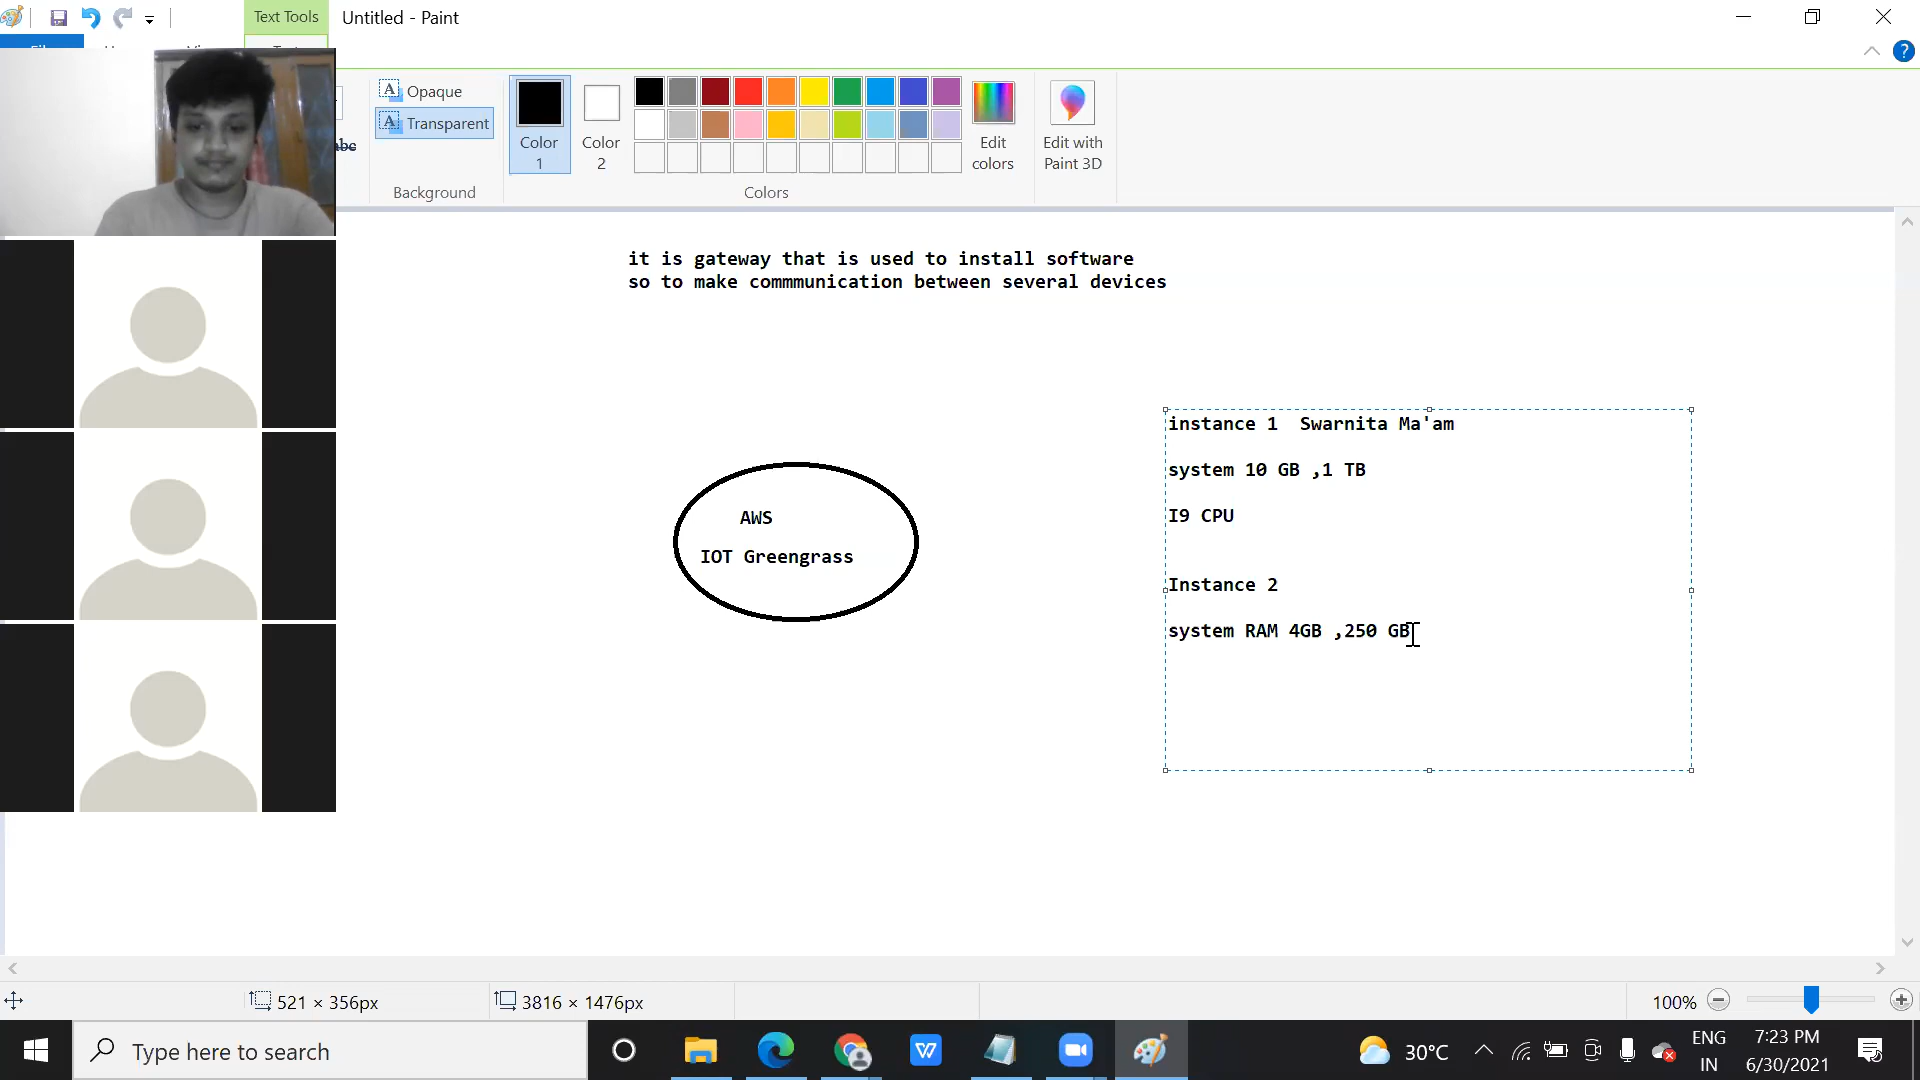 Text Tools
Untitled - Paint
Opaque
Transparent
abc
Background
Color
1
Color
2
Colors
Edit
colors
Edit with
Paint 3D
it is gateway that is used to install software
so to make commmunication between several devices
AWS
IOT Greengrass
instance 1  Swarnita Ma'am
system 10 GB ,1 TB
I9 CPU
Instance 2
system RAM 4GB ,250 GB
521 × 356px
3816 × 1476px
100%
Type here to search
30°C
ENG
IN
7:23 PM
6/30/2021